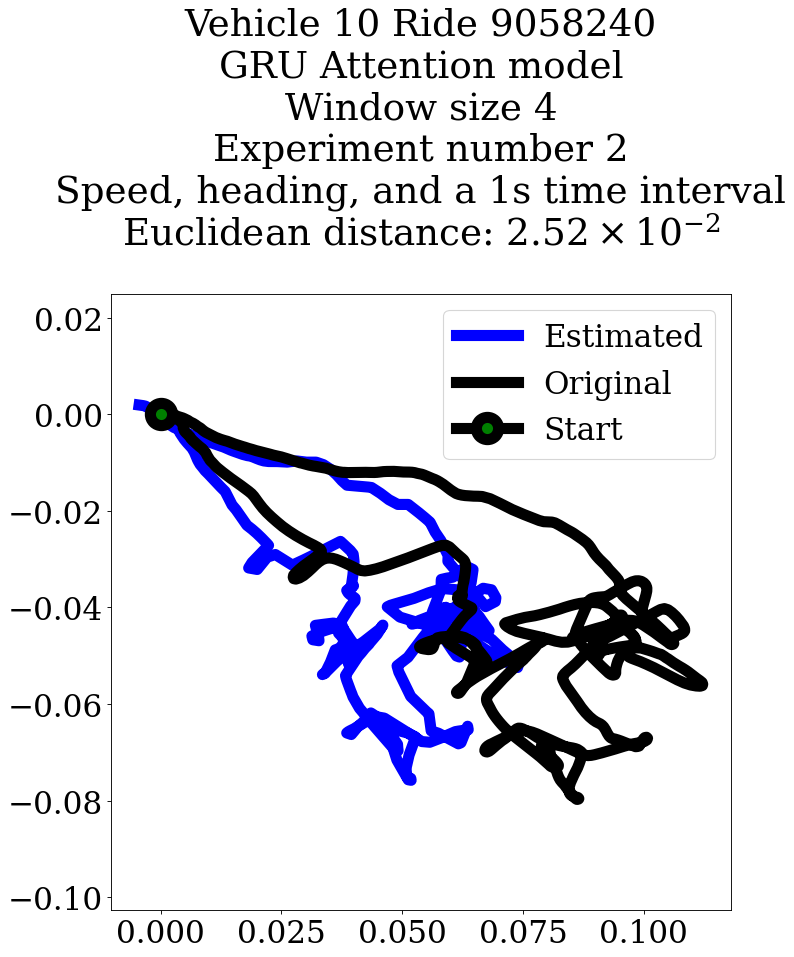 Vehicle 10 Ride 9058240
GRU Attention model
Window size 4
Experiment number 2
Speed, heading, and a 1s time interval
Euclidean distance: 2.52 × 10⁻²
Estimated
Original
Start
0.02
0.00
−0.02
−0.04
−0.06
−0.08
−0.10
0.000 0.025 0.050 0.075 0.100